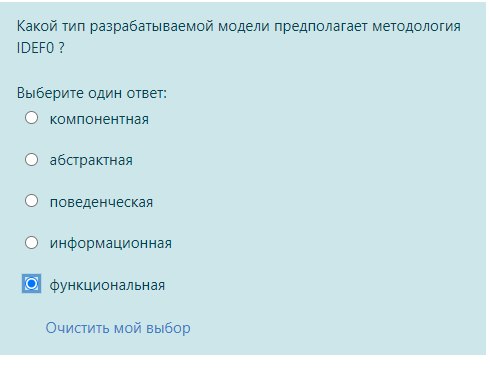 Какой тип разрабатываемой модели предполагает методология
IDEF0 ?
Выберите один ответ:
компонентная
абстрактная
поведенческая
информационная
функциональная
Очистить мой выбор